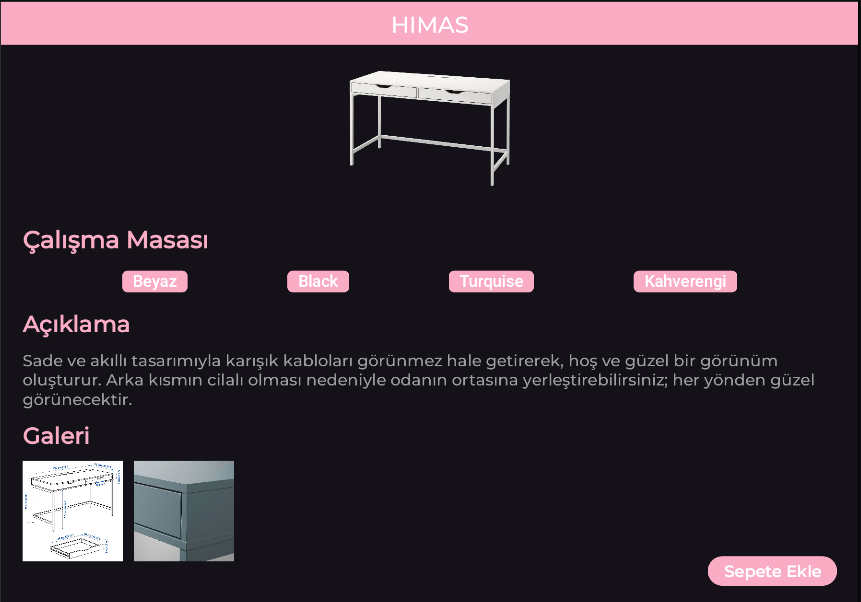 HIMAS
Çalışma Masası
Beyaz
Black
Turquise
Kahverengi
Açıklama
Sade ve akıllı tasarımıyla karışık kabloları görünmez hale getirerek, hoş ve güzel bir görünüm
oluşturur. Arka kısmın cilalı olması nedeniyle odanın ortasına yerleştirebilirsiniz; her yönden güzel
görünecektir.
Galeri
Sepete Ekle